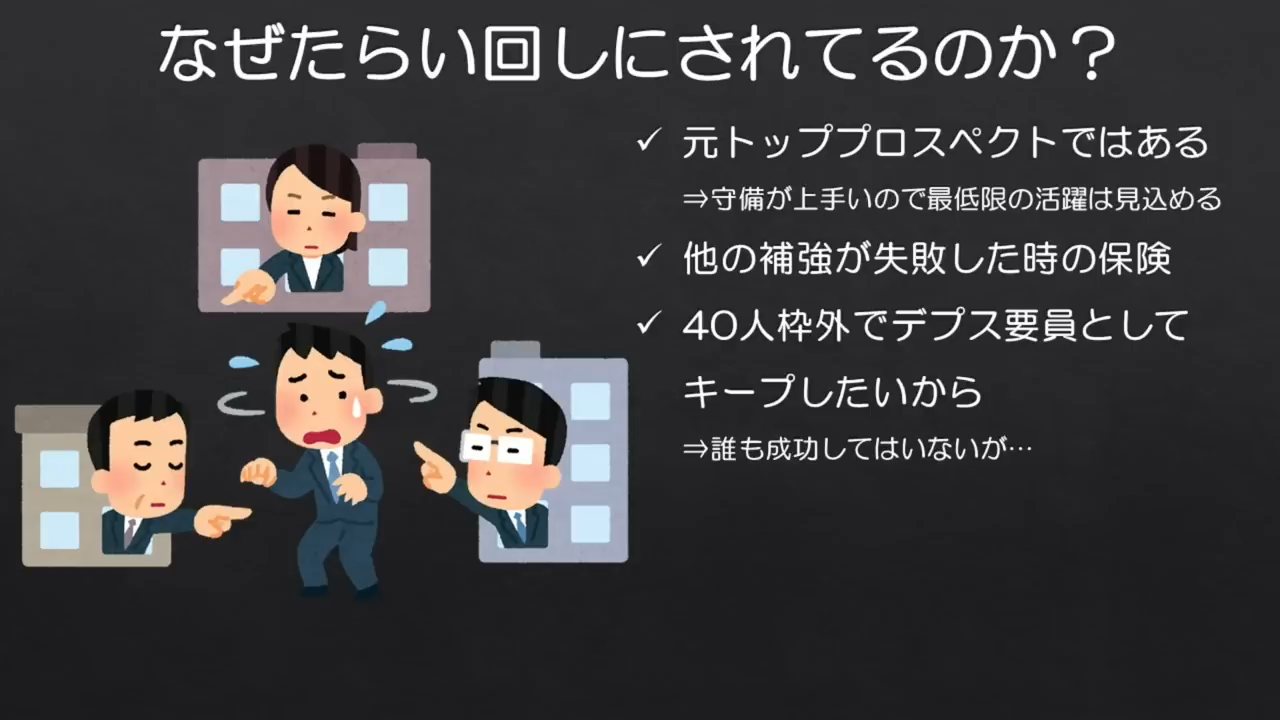 なぜたらい回しにされてるのか？
✓ 元トッププロスペクトではある
⇒守備が上手いので最低限の活躍は見込める
✓ 他の補強が失敗した時の保険
✓ 40人枠外でデプス要員として
キープしたいから
⇒誰も成功してはいないが…